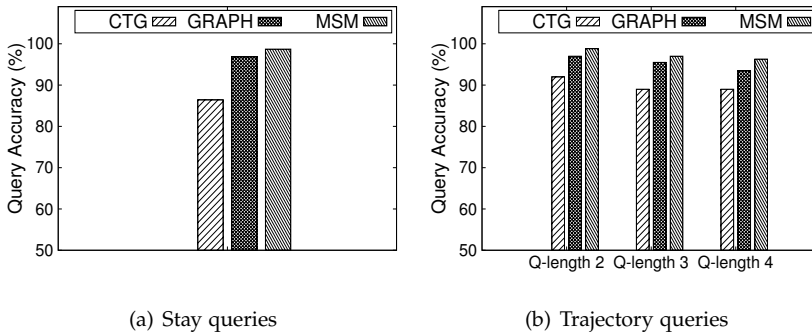 CTG GRAPH MSM
Query Accuracy (%)
100
90
80
70
60
50
(a) Stay queries
CTG GRAPH MSM
Query Accuracy (%)
100
90
80
70
60
50
Q-length 2 Q-length 3 Q-length 4
(b) Trajectory queries